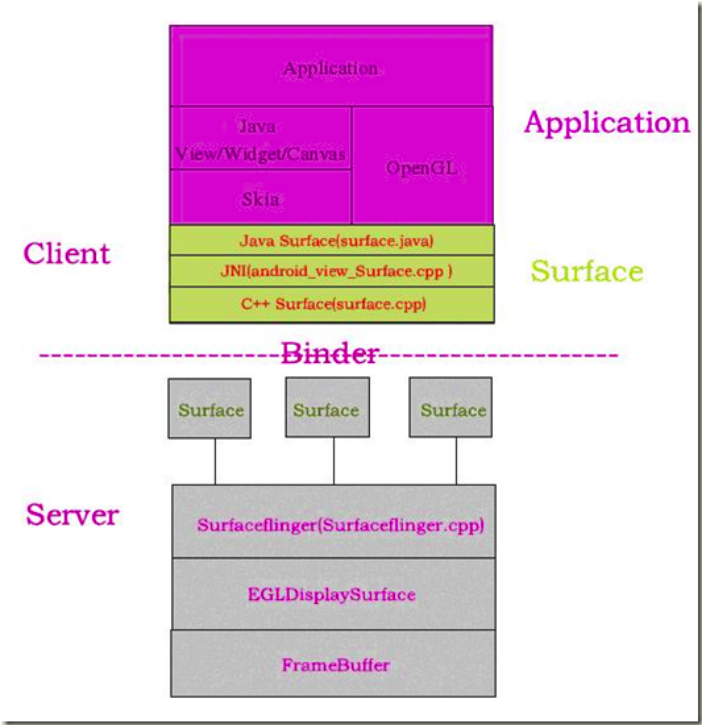 Application
Java
View/Widget/Canvas
OpenGL
Skia
Application
Java Surface(surface.java)
JNI(android_view_Surface.cpp )
C++ Surface(surface.cpp)
Client
Surface
Binder
Surface
Surface
Surface
Server
Surfaceflinger(Surfaceflinger.cpp)
EGLDisplaySurface
FrameBuffer